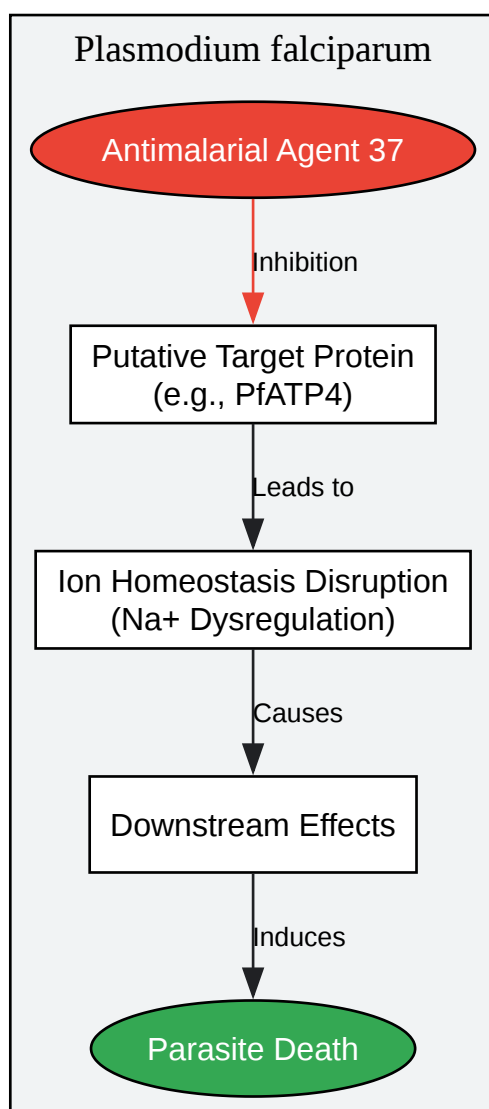 Plasmodium falciparum
Antimalarial Agent 37
Inhibition
Putative Target Protein
(e.g., PfATP4)
Leads to
Ion Homeostasis Disruption
(Na+ Dysregulation)
Causes
Downstream Effects
Induces
Parasite Death